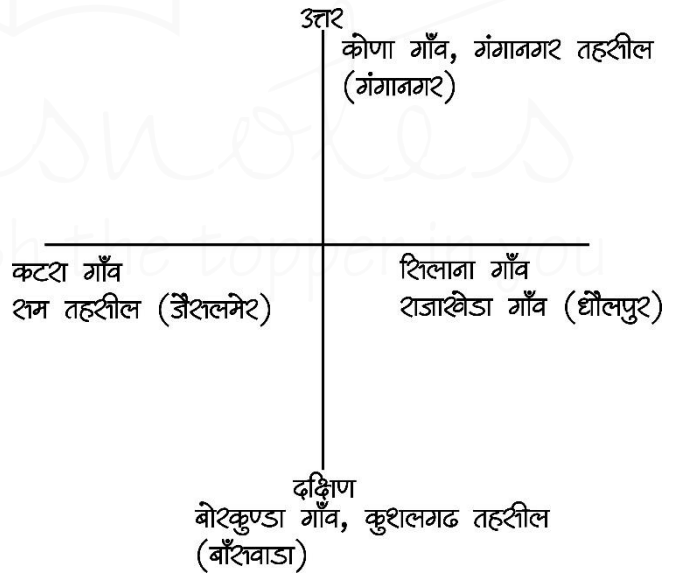 उत्तर
कोणा गाँव, गंगानगर तहसील
(गंगानगर)
कटरा गाँव
सम तहसील (जैसलमेर)
सिलाना गाँव
राजाखेडा गाँव (धौलपुर)
दक्षिण
बोरकुण्डा गाँव, कुशलगढ तहसील
(बाँसवाडा)